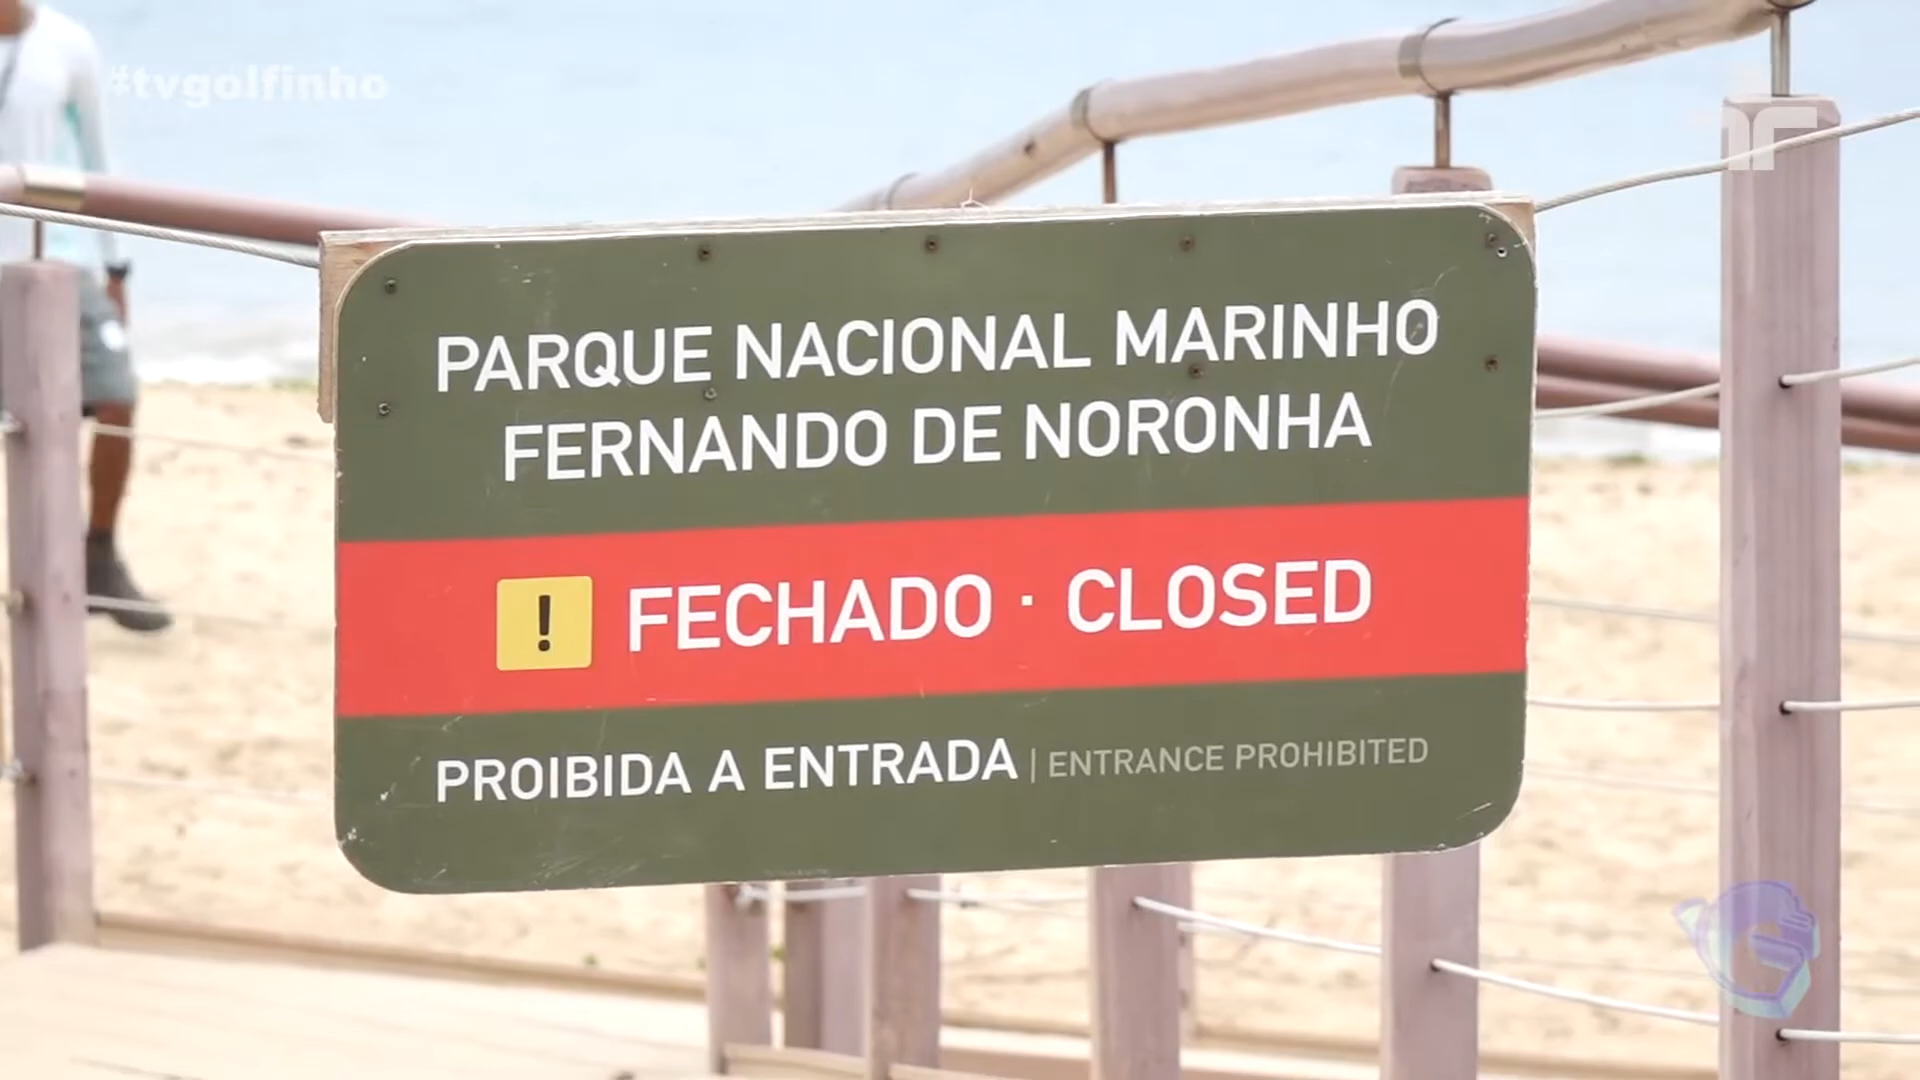 #tvgolfinho
PARQUE NACIONAL MARINHO
FERNANDO DE NORONHA
! FECHADO · CLOSED
PROIBIDA A ENTRADA | ENTRANCE PROHIBITED